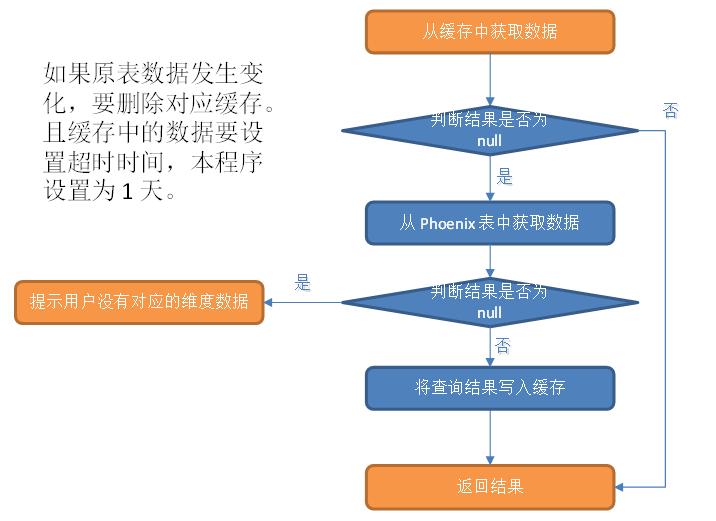 从缓存中获取数据
如果原表数据发生变
化，要删除对应缓存。
且缓存中的数据要设
置超时时间，本程序
设置为 1 天。
判断结果是否为
null
否
是
从 Phoenix 表中获取数据
判断结果是否为
null
是
提示用户没有对应的维度数据
否
将查询结果写入缓存
返回结果